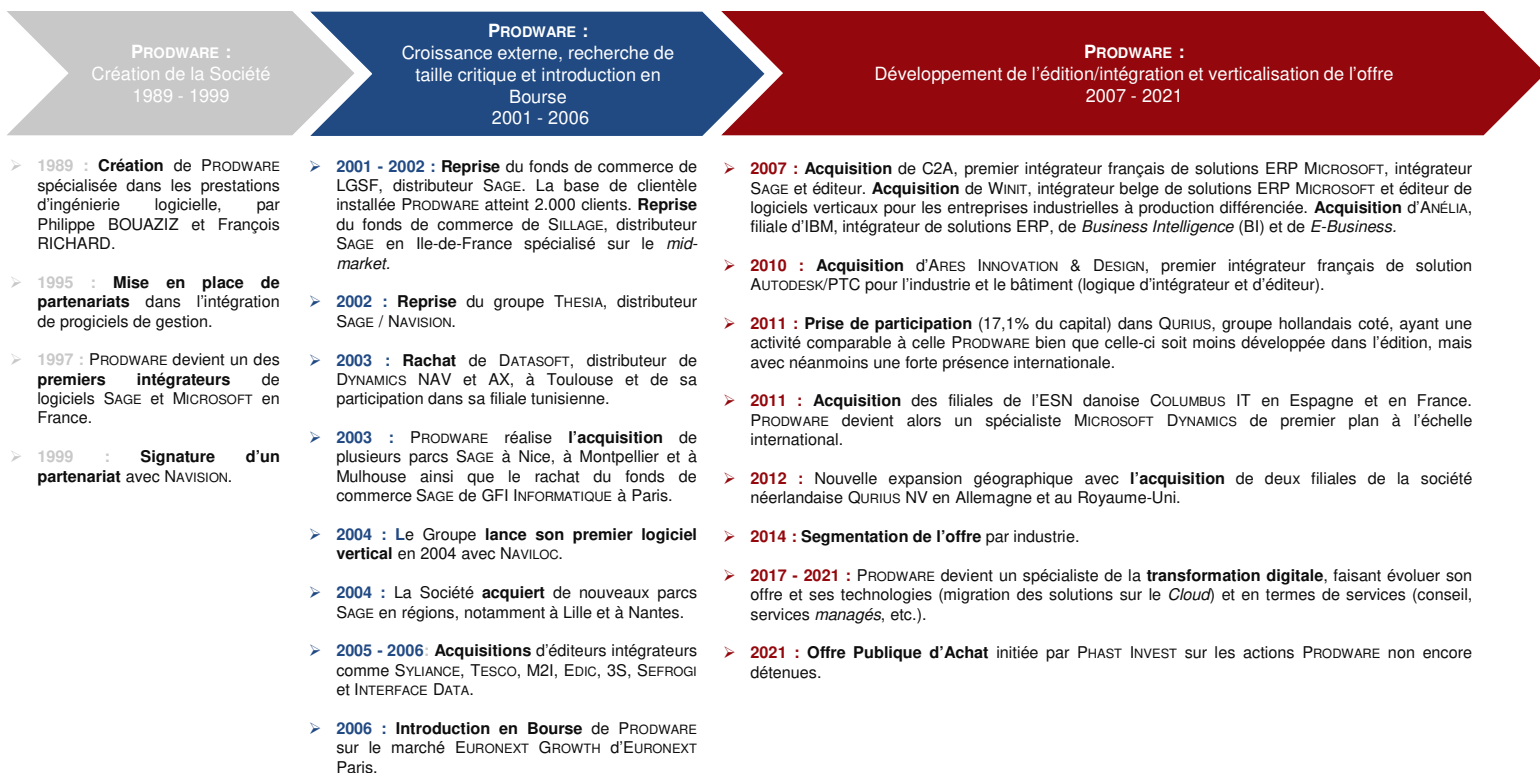 PRODWARE :
Création de la Société
1989 - 1999
PRODWARE :
Croissance externe, recherche de
taille critique et introduction en
Bourse
2001 - 2006
PRODWARE :
Développement de l'édition/intégration et verticalisation de l'offre
2007 - 2021
➢ 1989 : Création de PRODWARE
spécialisée dans les prestations
d'ingénierie logicielle, par
Philippe BOUAZIZ et François
RICHARD.
➢ 1995 : Mise en place de
partenariats dans l'intégration
de progiciels de gestion.
➢ 1997 : PRODWARE devient un des
premiers intégrateurs de
logiciels SAGE et MICROSOFT en
France.
➢ 1999 : Signature d'un
partenariat avec NAVISION.
➢ 2001 - 2002 : Reprise du fonds de commerce de
LGSF, distributeur SAGE. La base de clientèle
installée PRODWARE atteint 2.000 clients. Reprise
du fonds de commerce de SILLAGE, distributeur
SAGE en Ile-de-France spécialisé sur le mid-
market.
➢ 2002 : Reprise du groupe THESIA, distributeur
SAGE / NAVISION.
➢ 2003 : Rachat de DATASOFT, distributeur de
DYNAMICS NAV et AX, à Toulouse et de sa
participation dans sa filiale tunisienne.
➢ 2003 : PRODWARE réalise l'acquisition de
plusieurs parcs SAGE à Nice, à Montpellier et à
Mulhouse ainsi que le rachat du fonds de
commerce SAGE de GFI INFORMATIQUE à Paris.
➢ 2004 : Le Groupe lance son premier logiciel
vertical en 2004 avec NAVILOC.
➢ 2004 : La Société acquiert de nouveaux parcs
SAGE en régions, notamment à Lille et à Nantes.
➢ 2005 - 2006: Acquisitions d'éditeurs intégrateurs
comme SYLIANCE, TESCO, M2I, EDIC, 3S, SEFROGI
et INTERFACE DATA.
➢ 2006 : Introduction en Bourse de PRODWARE
sur le marché EURONEXT GROWTH d'EURONEXT
Paris.
➢ 2007 : Acquisition de C2A, premier intégrateur français de solutions ERP MICROSOFT, intégrateur
SAGE et éditeur. Acquisition de WINIT, intégrateur belge de solutions ERP MICROSOFT et éditeur de
logiciels verticaux pour les entreprises industrielles à production différenciée. Acquisition d'ANÉLIA,
filiale d'IBM, intégrateur de solutions ERP, de Business Intelligence (BI) et de E-Business.
➢ 2010 : Acquisition d'ARES INNOVATION & DESIGN, premier intégrateur français de solution
AUTODESK/PTC pour l'industrie et le bâtiment (logique d'intégrateur et d'éditeur).
➢ 2011 : Prise de participation (17,1% du capital) dans QURIUS, groupe hollandais coté, ayant une
activité comparable à celle PRODWARE bien que celle-ci soit moins développée dans l'édition, mais
avec néanmoins une forte présence internationale.
➢ 2011 : Acquisition des filiales de l'ESN danoise COLUMBUS IT en Espagne et en France.
PRODWARE devient alors un spécialiste MICROSOFT DYNAMICS de premier plan à l'échelle
international.
➢ 2012 : Nouvelle expansion géographique avec l'acquisition de deux filiales de la société
néerlandaise QURIUS NV en Allemagne et au Royaume-Uni.
➢ 2014 : Segmentation de l'offre par industrie.
➢ 2017 - 2021 : PRODWARE devient un spécialiste de la transformation digitale, faisant évoluer son
offre et ses technologies (migration des solutions sur le Cloud) et en termes de services (conseil,
services managés, etc.).
➢ 2021 : Offre Publique d'Achat initiée par PHAST INVEST sur les actions PRODWARE non encore
détenues.